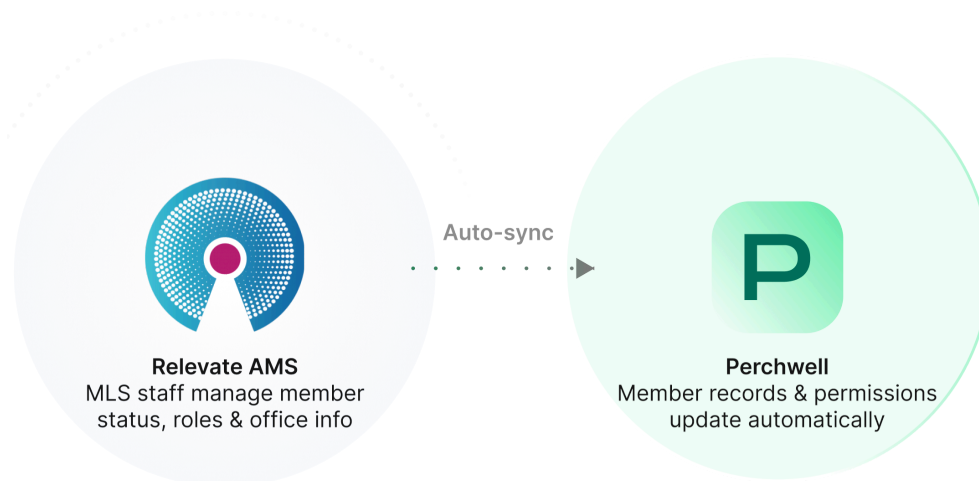 Auto-sync
P
Relevate AMS
MLS staff manage member
status, roles & office info
Perchwell
Member records & permissions
update automatically